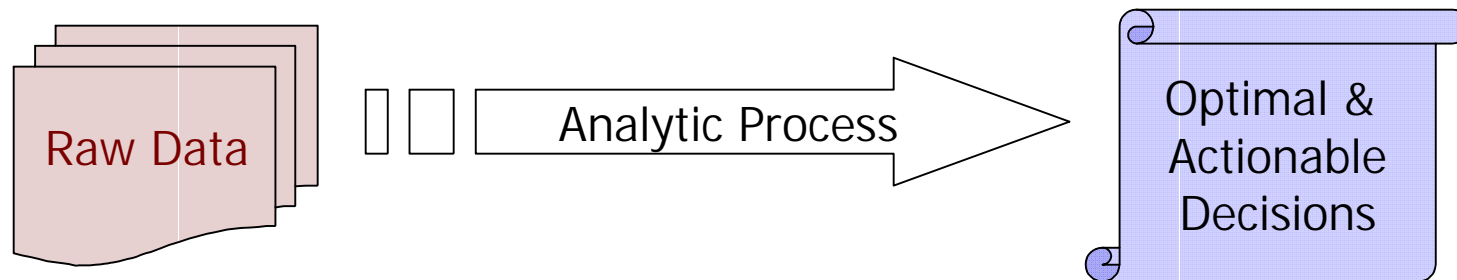 Raw Data
Analytic Process
Optimal &
Actionable
Decisions